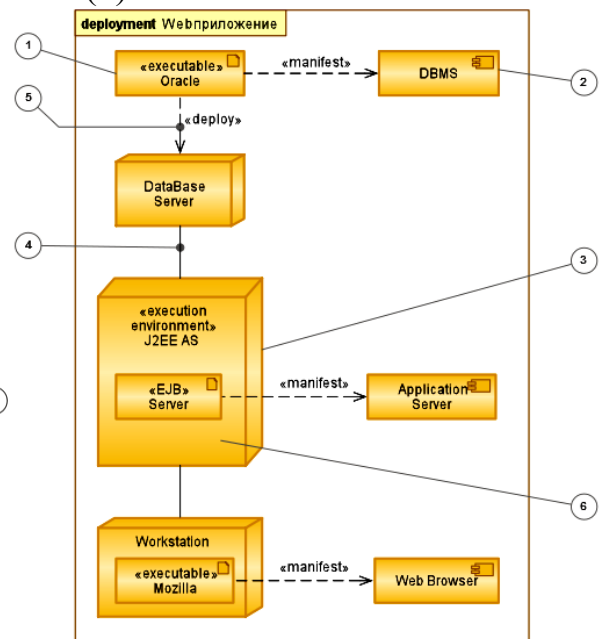 deployment Webприложение
1
«executable»
Oracle
«manifest»
DBMS
2
5
«deploy»
DataBase
Server
4
3
«execution
environment»
J2EE AS
«EJB»
Server
«manifest»
Application
Server
6
Workstation
«executable»
Mozilla
«manifest»
Web Browser